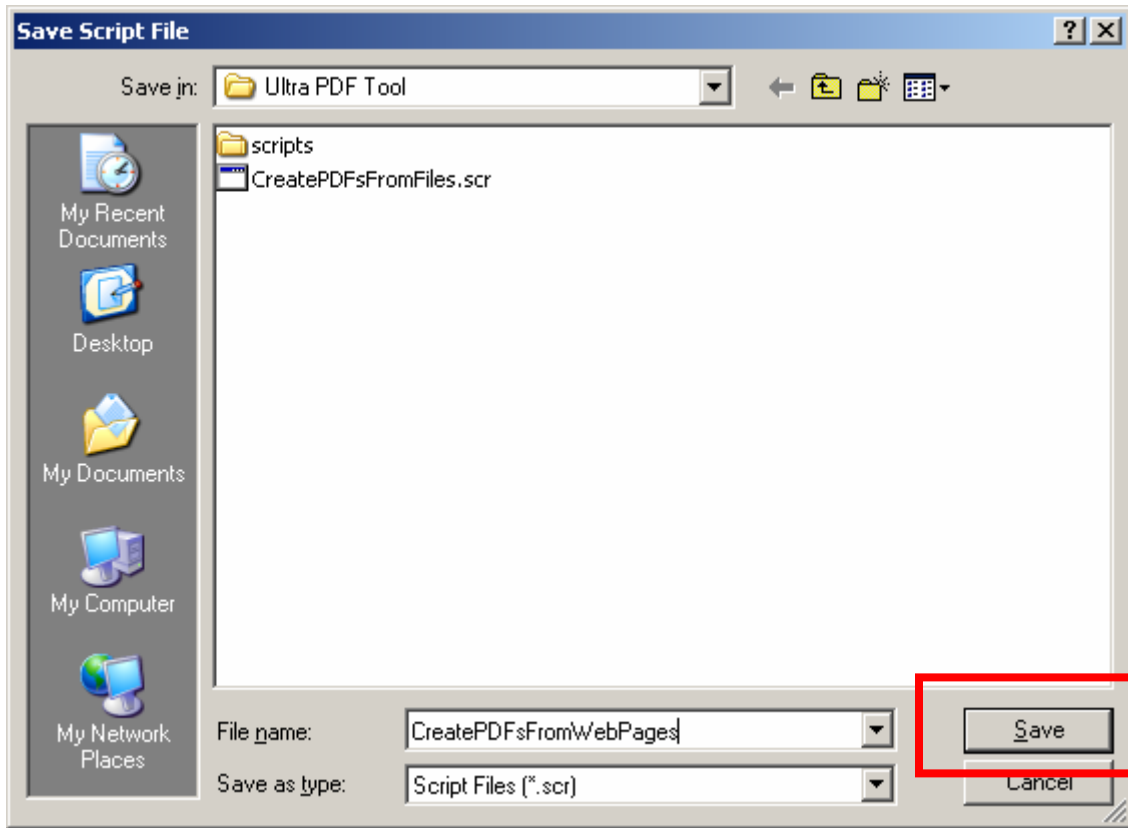 Save Script File
Save in: Ultra PDF Tool
scripts
CreatePDFsFromFiles.scr
My Recent
Documents
Desktop
My Documents
My Computer
My Network
Places
File name: CreatePDFsFromWebPages
Save
Save as type: Script Files (*.scr)
Cancel